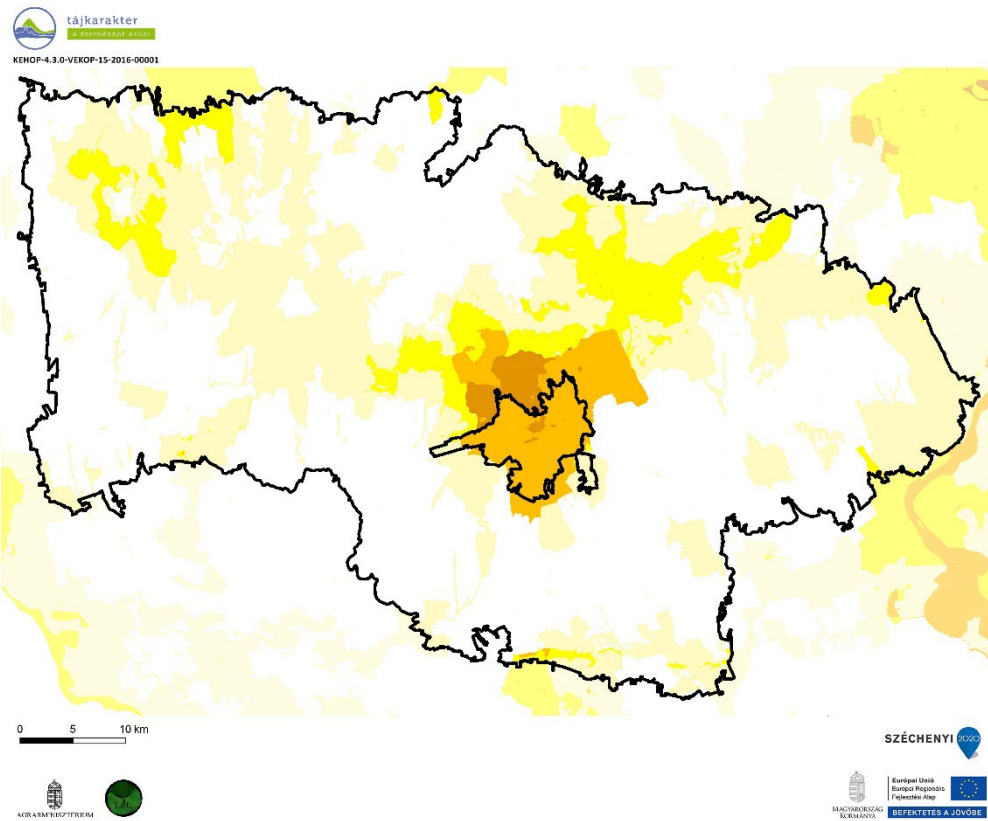 tájkarakter
a természet arcai
KEHOP-4.3.0-VEKOP-15-2016-00001
0 5 10 km
SZÉCHENYI 2020
AGRÁRMINISZTÉRIUM
MAGYARORSZÁG
KORMÁNYA
Európai Unió
Európai Regionális
Fejlesztési Alap
BEFEKTETÉS A JÖVŐBE